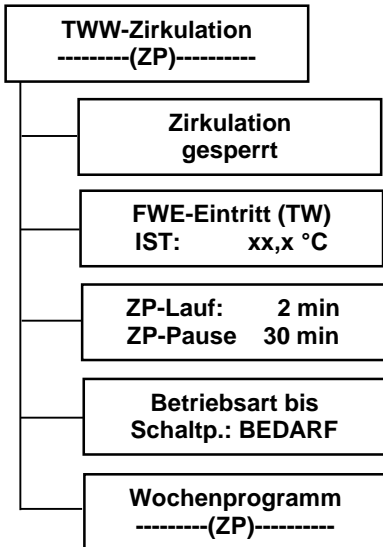 TWW-Zirkulation
---------(ZP)----------
Zirkulation
gesperrt
FWE-Eintritt (TW)
IST: xx,x °C
ZP-Lauf: 2 min
ZP-Pause 30 min
Betriebsart bis
Schaltp.: BEDARF
Wochenprogramm
---------(ZP)----------